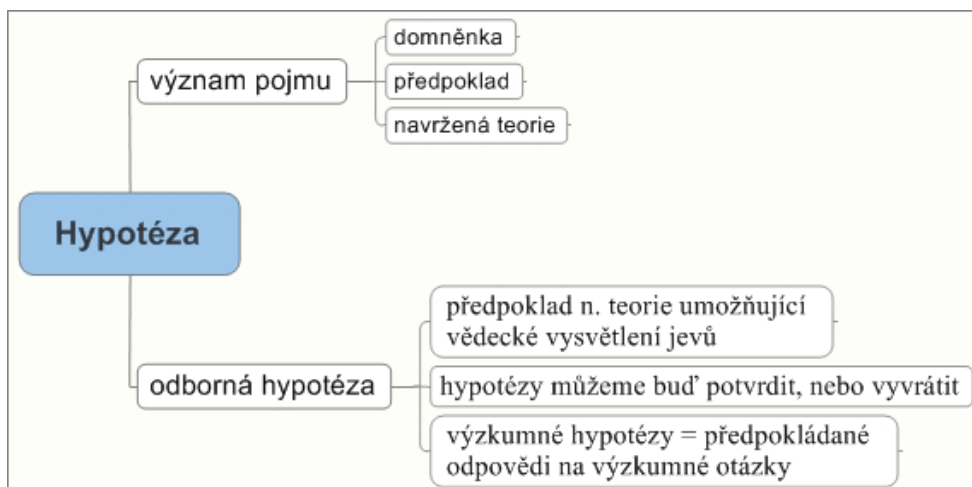 domněnka
význam pojmu
předpoklad
navržená teorie
Hypotéza
předpoklad n. teorie umožňující
vědecké vysvětlení jevů
odborná hypotéza
hypotézy můžeme buď potvrdit, nebo vyvrátit
výzkumné hypotézy = předpokládané
odpovědi na výzkumné otázky